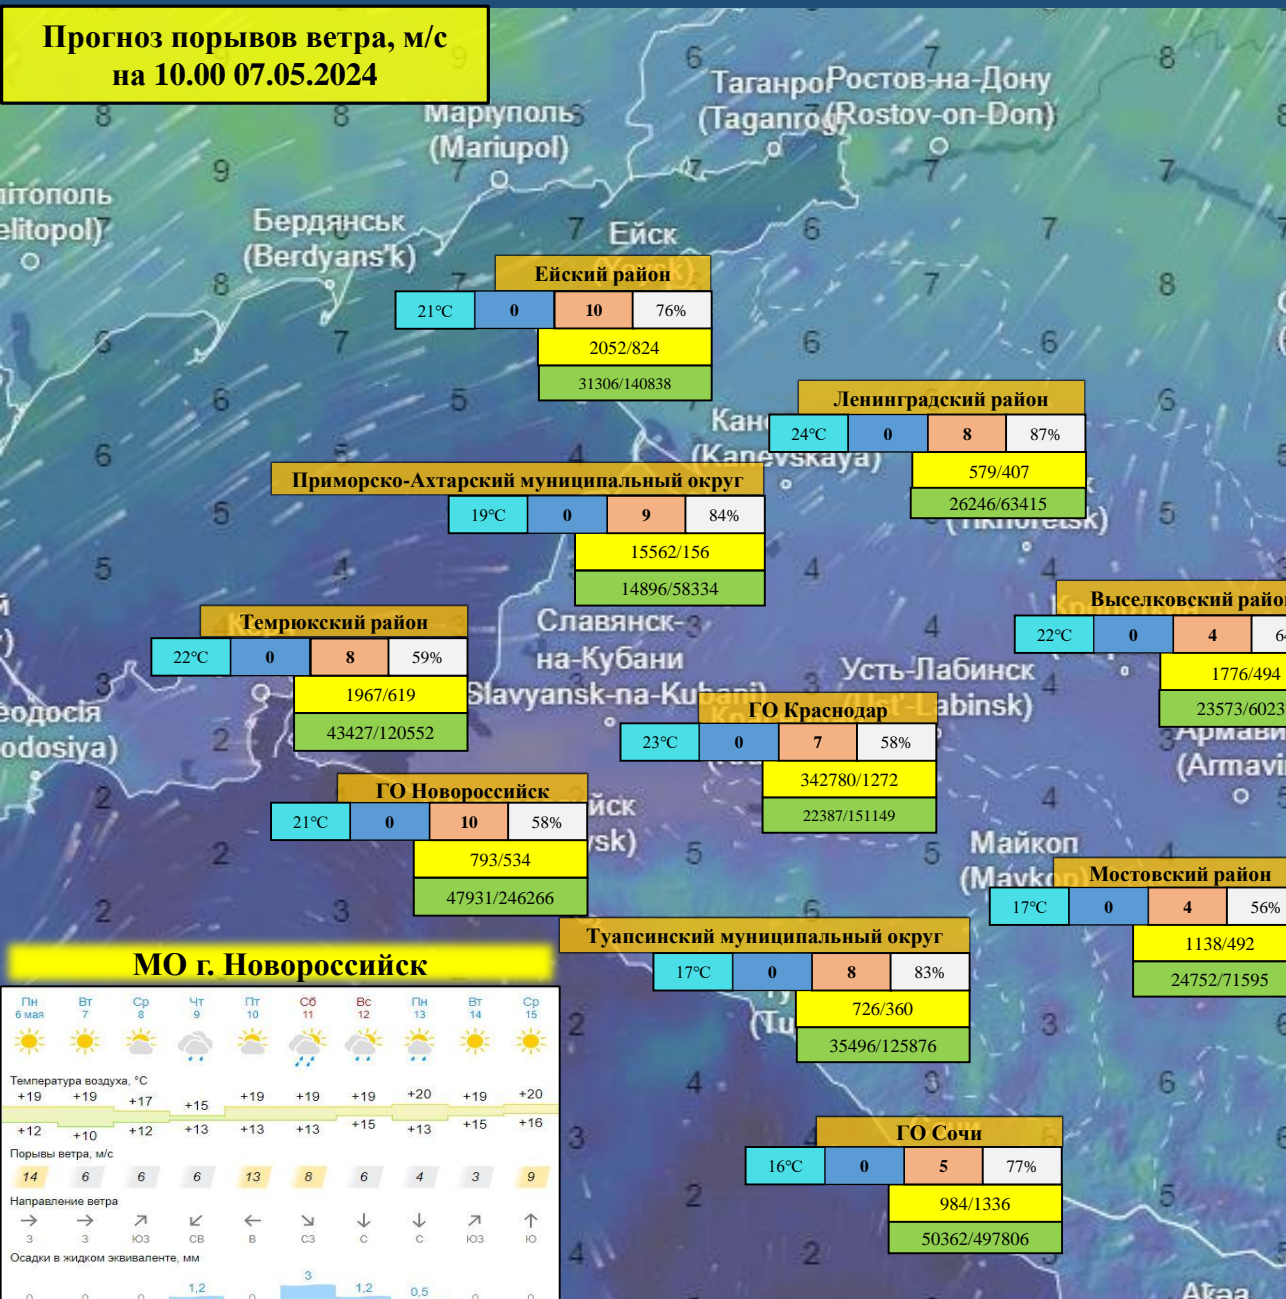 Прогноз порывов ветра, м/с
на 10.00 07.05.2024
Маріуполь
(Mariupol)
Ростов-на-Дону
(Rostov-on-Don)
(Taganrog)
Бердянськ
(Berdyans'k)
Ейск
Ейский район
21°C 0 10 76%
2052/824
31306/140838
Ленинградский район
24°C 0 8 87%
579/407
26246/63415
(Kanevskaya)
Приморско-Ахтарский муниципальный округ
19°C 0 9 84%
15562/156
14896/58334
Выселковский район
22°C 0 4
1776/494
Темрюкский район
22°C 0 8 59%
1967/619
43427/120552
Славянск-
на-Кубани
Slavyansk-na-Kubani)
Усть-Лабинск
ГО Краснодар
23°C 0 7 58%
342780/1272
22387/151149
ГО Новороссийск
21°C 0 10 58%
793/534
47931/246266
Майкоп
(Maykop)
Мостовский район
17°C 0 4 56%
1138/492
24752/71595
Туапсинский муниципальный округ
17°C 0 8 83%
726/360
35496/125876
ГО Сочи
16°C 0 5 77%
984/1336
50362/497806
МО г. Новороссийск
Пн Вт Ср Чт Пт Сб Вс Пн Вт Ср
6 мая 7 8 9 10 11 12 13 14 15
Температура воздуха, °C
+19 +19 +17 +15 +19 +19 +19 +20 +19 +20
+12 +10 +12 +13 +13 +13 +15 +13 +15 +16
Порывы ветра, м/с
14 6 6 6 13 8 6 4 3 9
Направление ветра
З З ЮЗ СВ В СЗ С С ЮЗ Ю
Осадки в жидком эквиваленте, мм
0 0 0 1,2 0 3 1,2 0,5 0 0